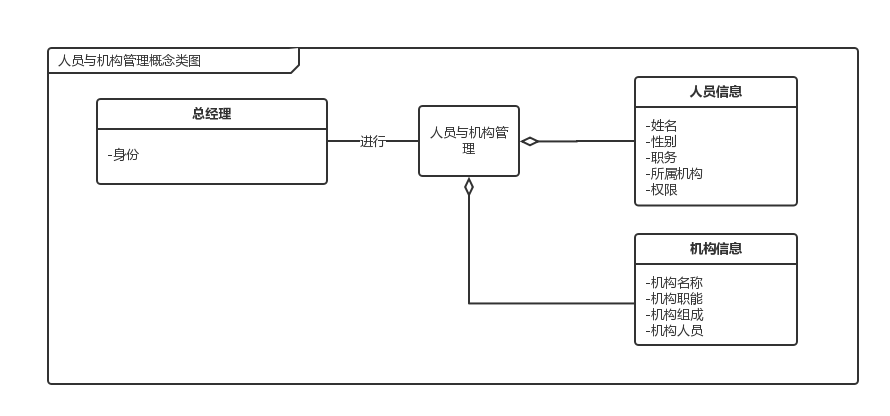 人员与机构管理概念类图
总经理
-身份
进行
人员与机构管
理
人员信息
-姓名
-性别
-职务
-所属机构
-权限
机构信息
-机构名称
-机构职能
-机构组成
-机构人员